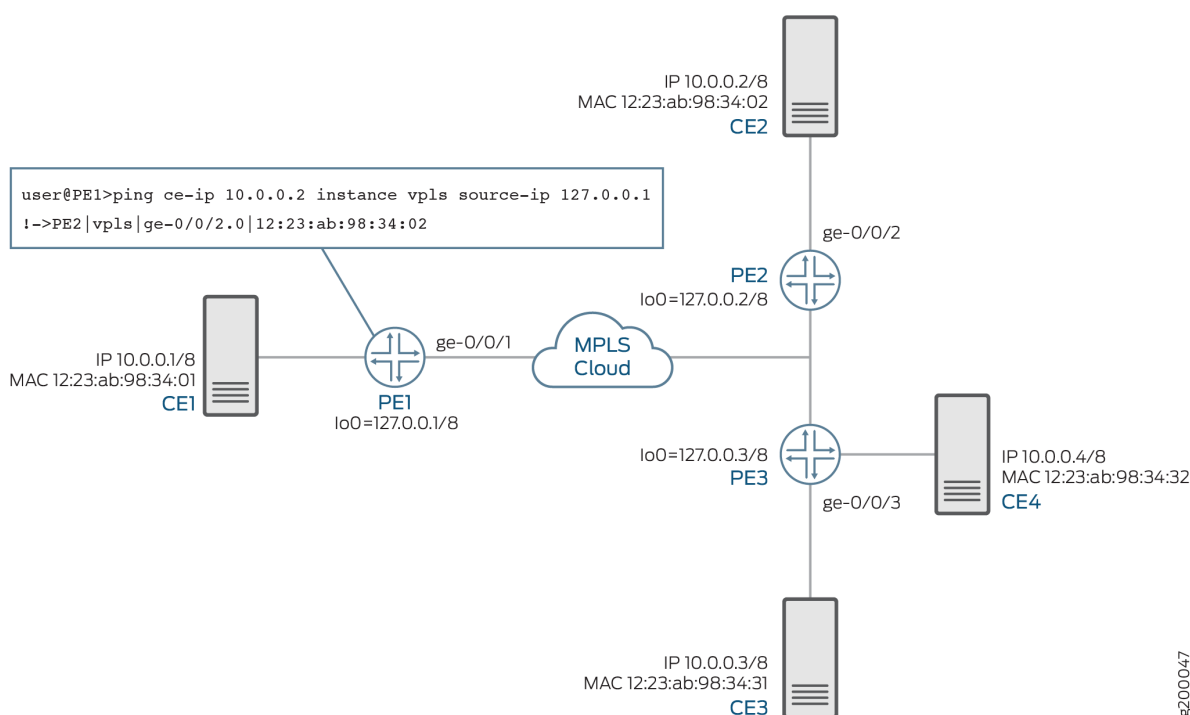 IP 10.0.0.2/8
MAC 12:23:ab:98:34:02
CE2
user@PE1>ping ce-ip 10.0.0.2 instance vpls source-ip 127.0.0.1
!->PE2|vpls|ge-0/0/2.0|12:23:ab:98:34:02
ge-0/0/2
PE2
lo0=127.0.0.2/8
ge-0/0/1
MPLS
Cloud
IP 10.0.0.1/8
MAC 12:23:ab:98:34:01
CE1
PE1
lo0=127.0.0.1/8
lo0=127.0.0.3/8
PE3
ge-0/0/3
IP 10.0.0.4/8
MAC 12:23:ab:98:34:32
CE4
IP 10.0.0.3/8
MAC 12:23:ab:98:34:31
CE3
g200047